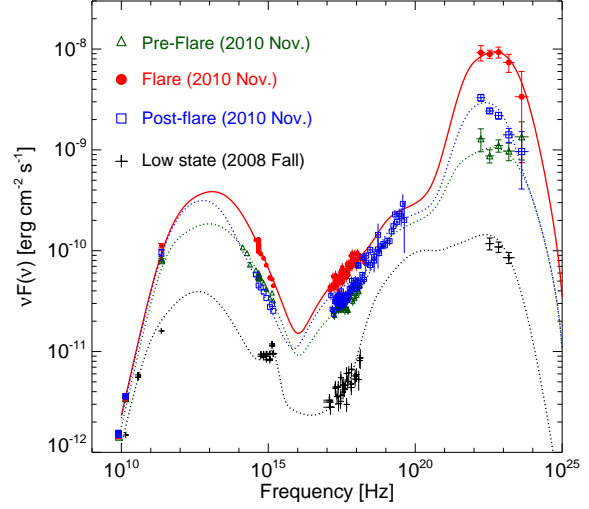 νF(ν) [erg cm⁻² s⁻¹]
10⁻⁸
10⁻⁹
10⁻¹⁰
10⁻¹¹
10⁻¹²
Pre-Flare (2010 Nov.)
Flare (2010 Nov.)
Post-flare (2010 Nov.)
Low state (2008 Fall)
10¹⁰ 10¹⁵ 10²⁰ 10²⁵
Frequency [Hz]